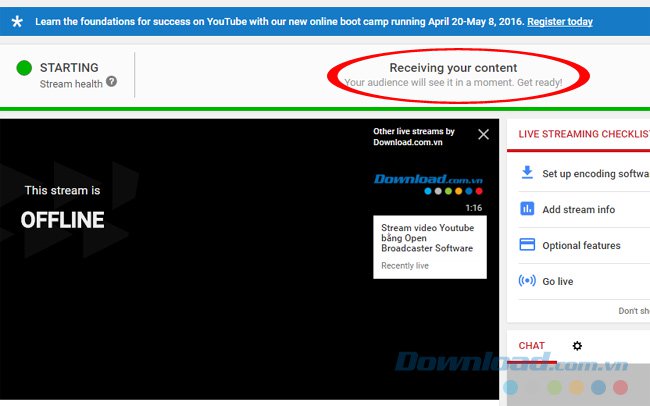 Learn the foundations for success on YouTube with our new online boot camp running April 20-May 8, 2016. Register today
STARTING
Stream health ?
Receiving your content
Your audience will see it in a moment. Get ready!
This stream is
OFFLINE
Other live streams by
Download.com.vn
Download.com.vn
1:16
Stream video Youtube
bằng Open
Broadcaster Software
Recently live
LIVE STREAMING CHECKLIST
Set up encoding softwa
Add stream info
Optional features
Go live
Don't sh
CHAT
Download.com.vn